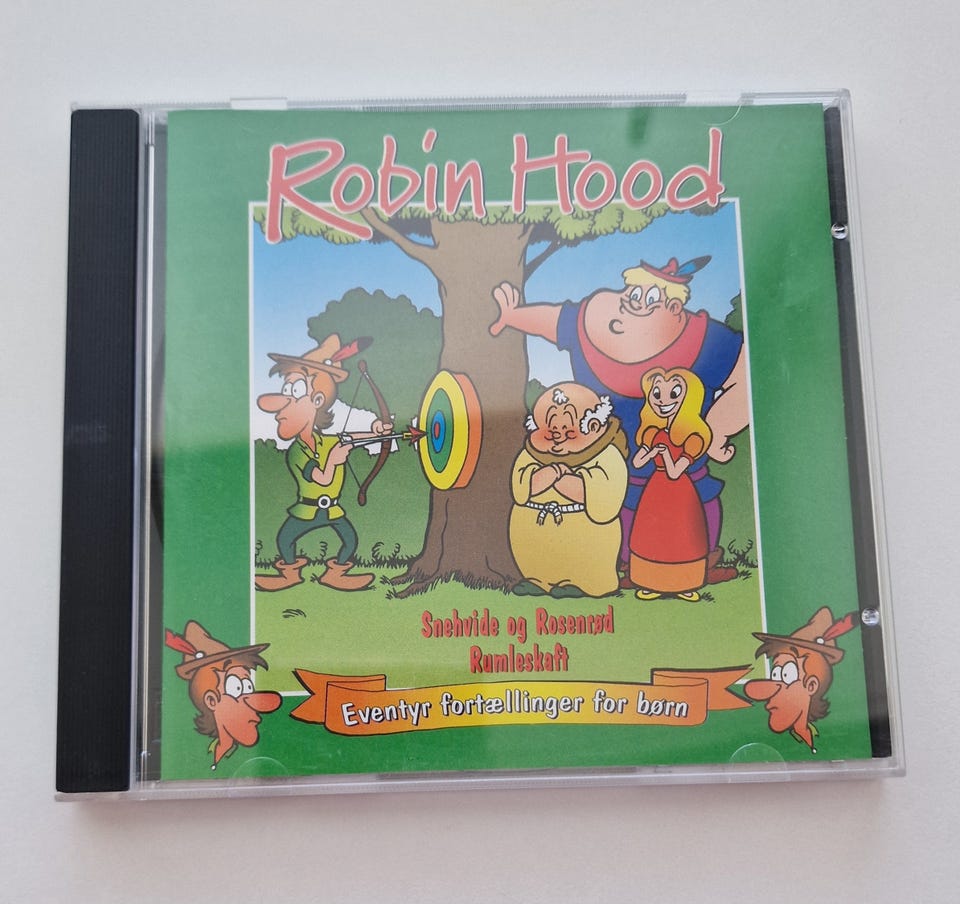 Robin Hood
Snehvide og Rosenrød
Rumleskaft
Eventyr fortællinger for børn